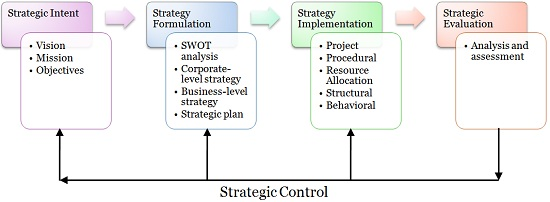 Strategic Intent
• Vision
• Mission
• Objectives
Strategy
Formulation
• SWOT
analysis
• Corporate-
level strategy
• Business-level
strategy
• Strategic plan
Strategy
Implementation
• Project
• Procedural
• Resource
Allocation
• Structural
• Behavioral
Strategic
Evaluation
• Analysis and
assessment
Strategic Control